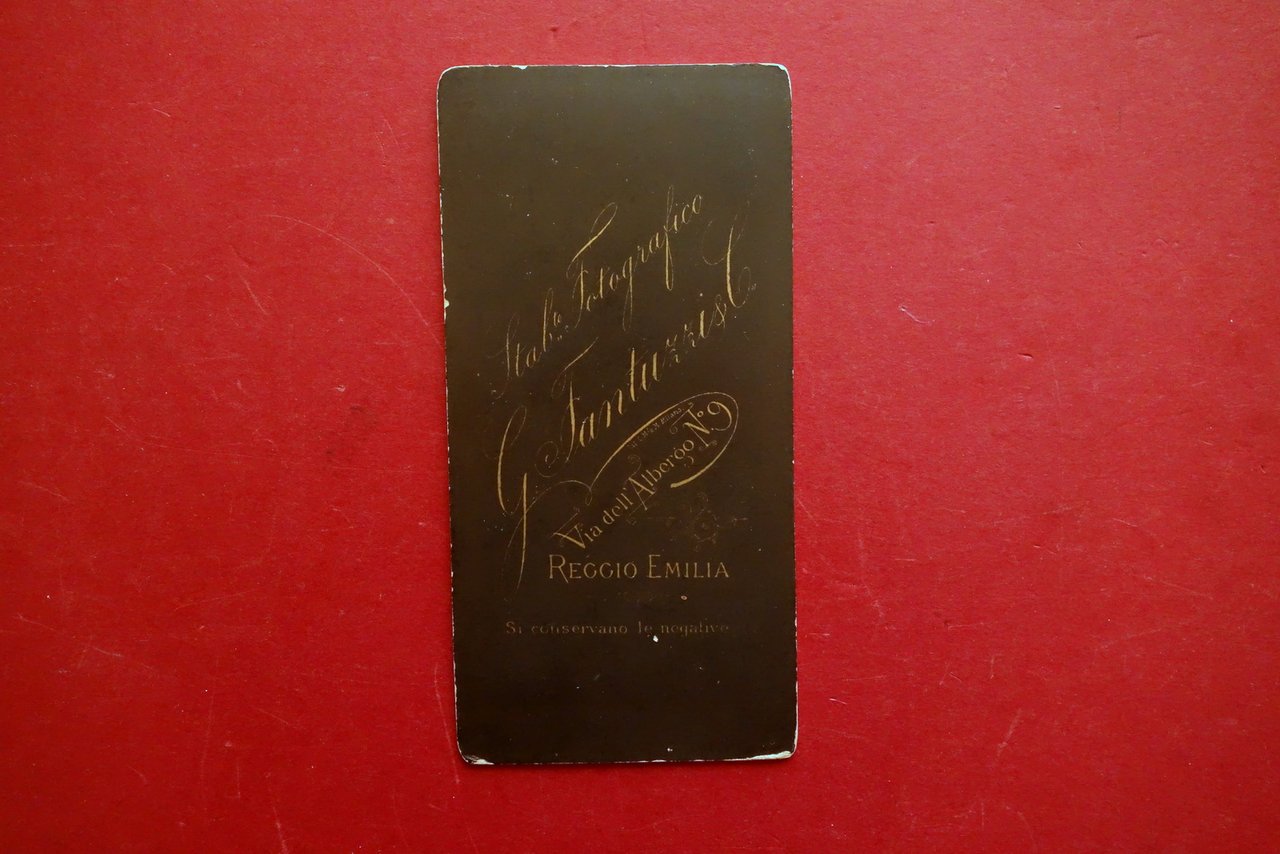 Stab.to Fotografico
G. Fantuzzi & C.
Via dell'Albergo N.o 9
REGGIO EMILIA
Si conservano le negative